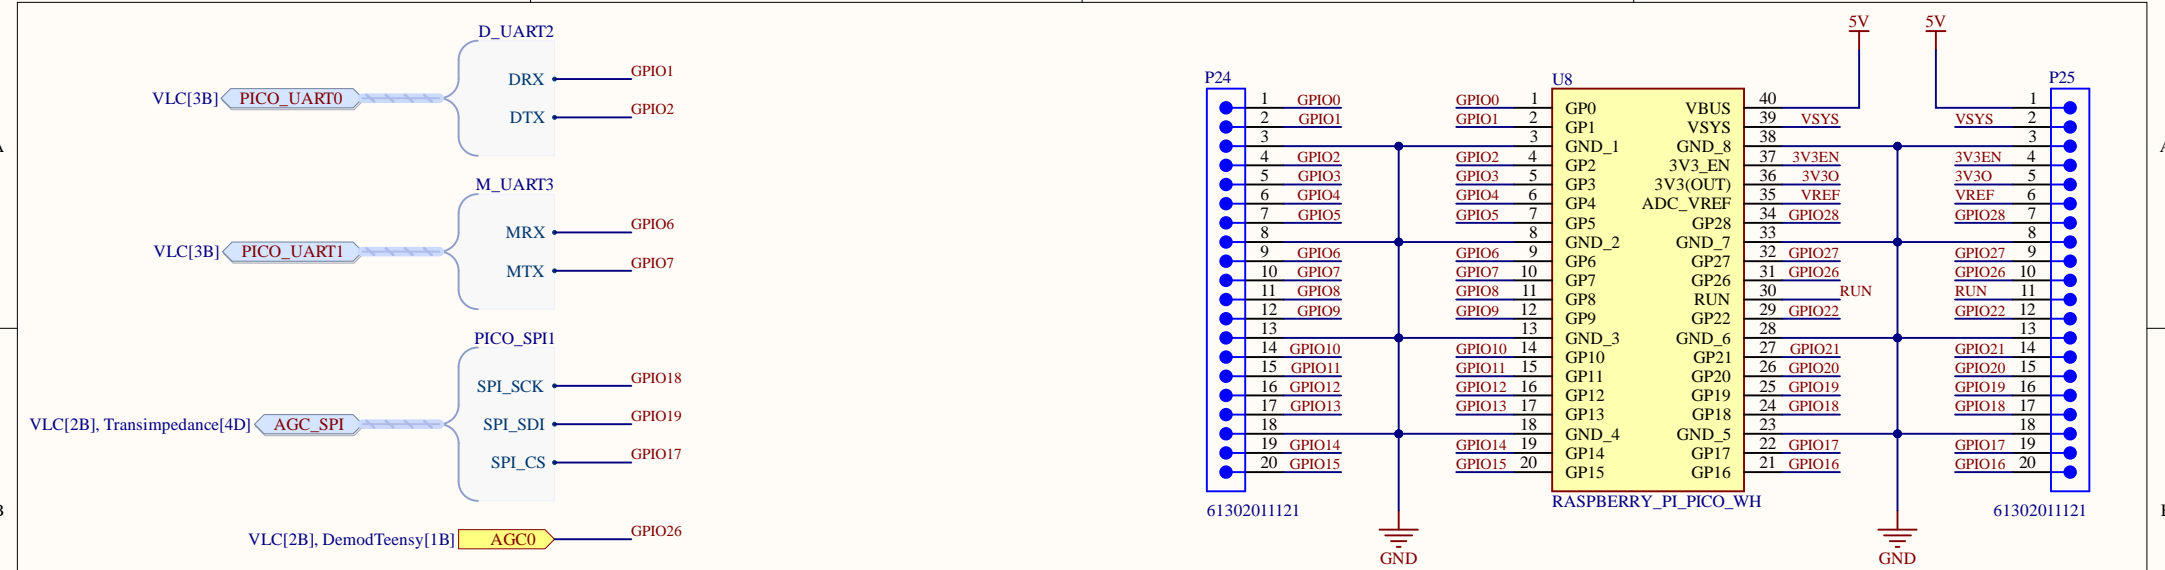 D_UART2
DRX GPIO1
VLC[3B] PICO_UART0
DTX GPIO2
M_UART3
MRX GPIO6
VLC[3B] PICO_UART1
MTX GPIO7
PICO_SPI1
SPI_SCK GPIO18
VLC[2B], Transimpedance[4D] AGC_SPI SPI_SDI GPIO19
SPI_CS GPIO17
VLC[2B], DemodTeensy[1B] AGC0 GPIO26
5V 5V
P24 U8 P25
1 GPIO0 GPIO0 1 GP0 VBUS 40 1
2 GPIO1 GPIO1 2 GP1 VSYS 39 VSYS VSYS 2
3 3 GND_1 GND_8 38 3
4 GPIO2 GPIO2 4 GP2 3V3_EN 37 3V3EN 3V3EN 4
5 GPIO3 GPIO3 5 GP3 3V3(OUT) 36 3V3O 3V3O 5
6 GPIO4 GPIO4 6 GP4 ADC_VREF 35 VREF VREF 6
7 GPIO5 GPIO5 7 GP5 GP28 34 GPIO28 GPIO28 7
8 8 GND_2 GND_7 33 8
9 GPIO6 GPIO6 9 GP6 GP27 32 GPIO27 GPIO27 9
10 GPIO7 GPIO7 10 GP7 GP26 31 GPIO26 GPIO26 10
11 GPIO8 GPIO8 11 GP8 RUN 30 RUN RUN 11
12 GPIO9 GPIO9 12 GP9 GP22 29 GPIO22 GPIO22 12
13 13 GND_3 GND_6 28 13
14 GPIO10 GPIO10 14 GP10 GP21 27 GPIO21 GPIO21 14
15 GPIO11 GPIO11 15 GP11 GP20 26 GPIO20 GPIO20 15
16 GPIO12 GPIO12 16 GP12 GP19 25 GPIO19 GPIO19 16
17 GPIO13 GPIO13 17 GP13 GP18 24 GPIO18 GPIO18 17
18 18 GND_4 GND_5 23 18
19 GPIO14 GPIO14 19 GP14 GP17 22 GPIO17 GPIO17 19
20 GPIO15 GPIO15 20 GP15 GP16 21 GPIO16 GPIO16 20
61302011121 RASPBERRY_PI_PICO_WH 61302011121
GND GND